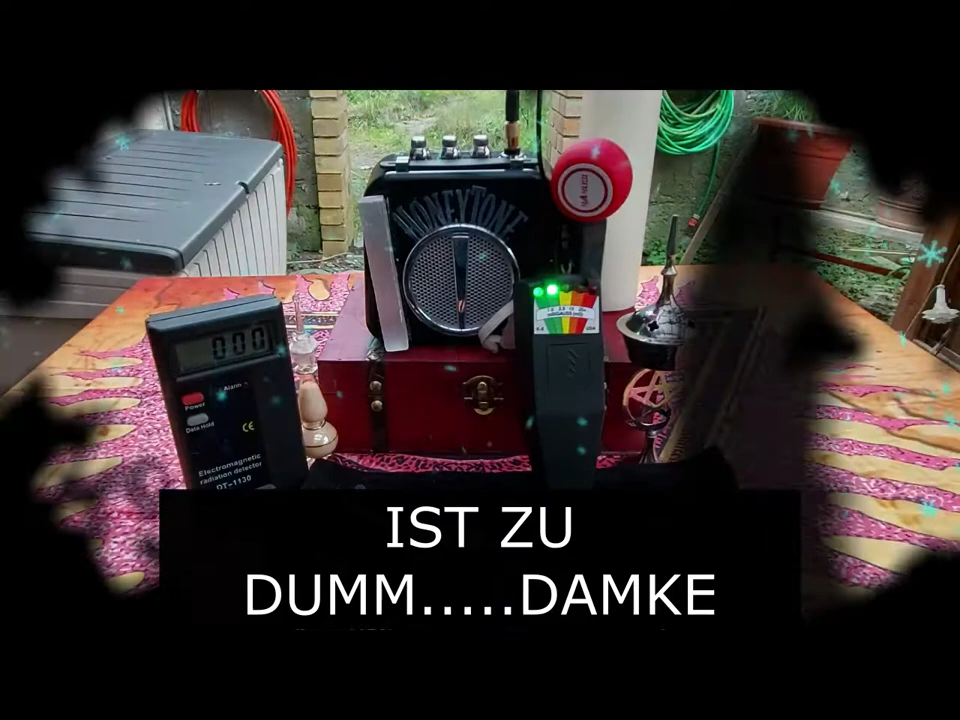 HONEYTONE
000
Alarm
Power
Data Hold
CE
Electromagnetic
radiation detector
DT-1130
IST ZU
DUMM.....DAMKE